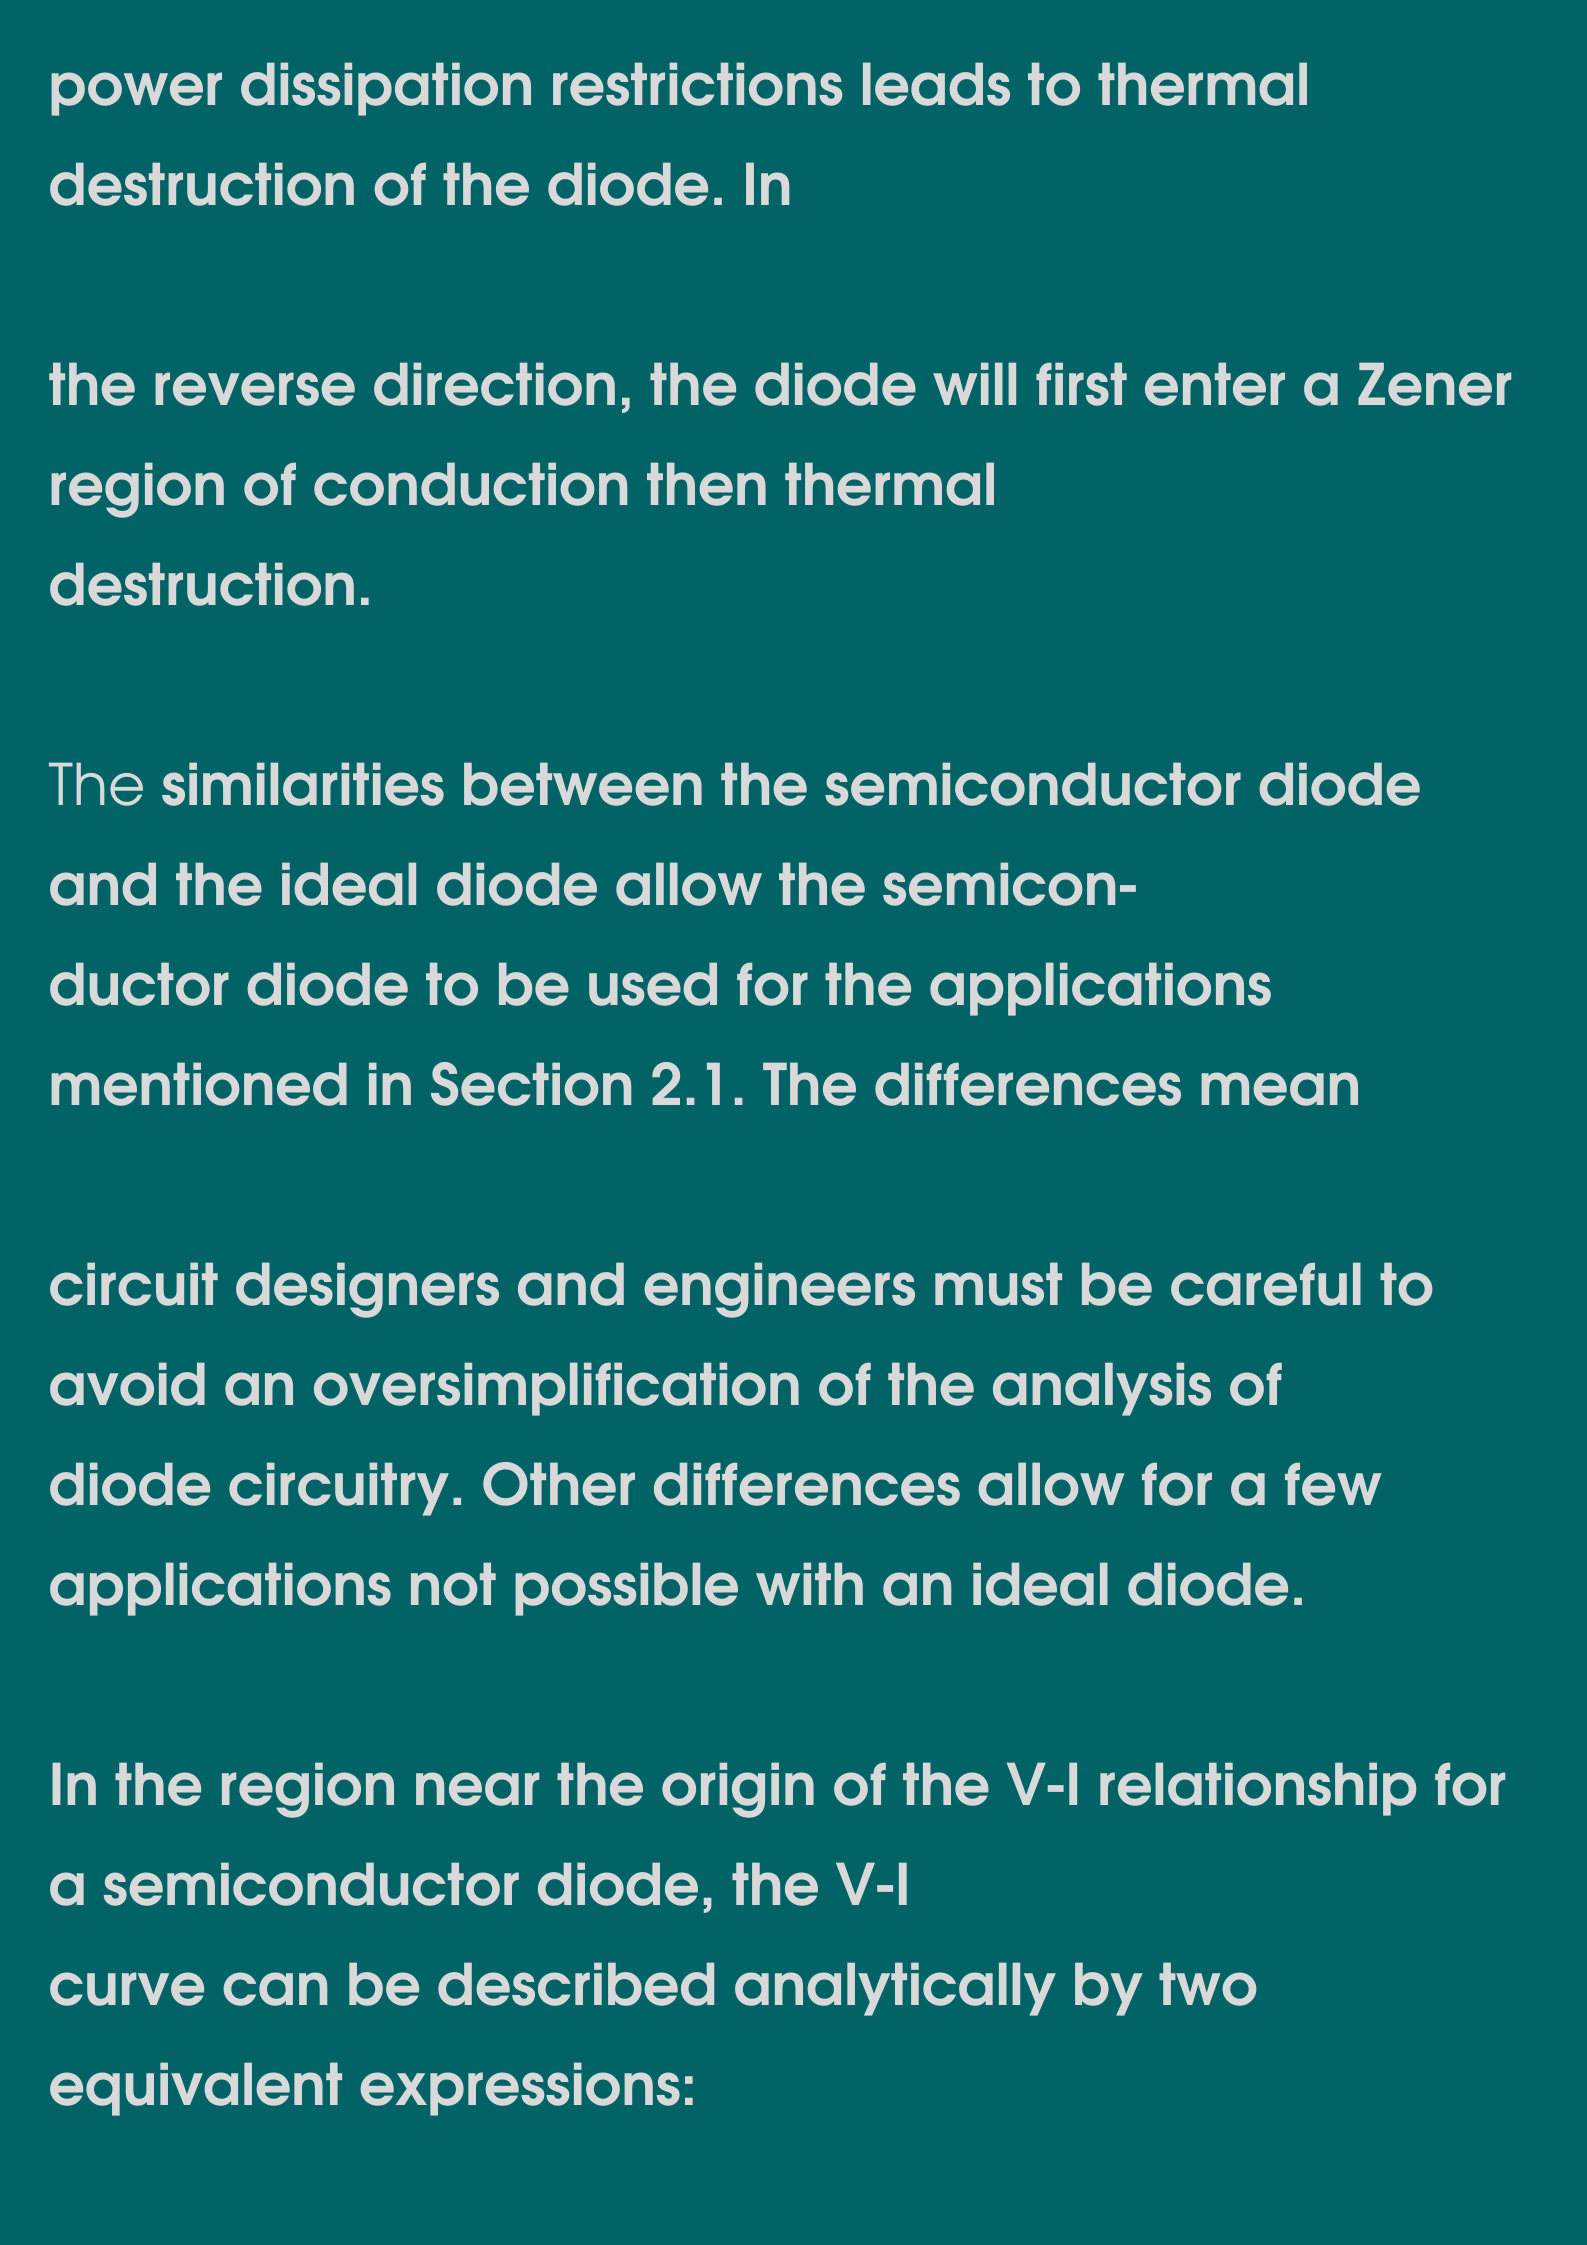 power dissipation restrictions leads to thermal
destruction of the diode. In
the reverse direction, the diode will first enter a Zener
region of conduction then thermal
destruction.
The similarities between the semiconductor diode
and the ideal diode allow the semicon-
ductor diode to be used for the applications
mentioned in Section 2.1. The differences mean
circuit designers and engineers must be careful to
avoid an oversimplification of the analysis of
diode circuitry. Other differences allow for a few
applications not possible with an ideal diode.
In the region near the origin of the V-I relationship for
a semiconductor diode, the V-I
curve can be described analytically by two
equivalent expressions: